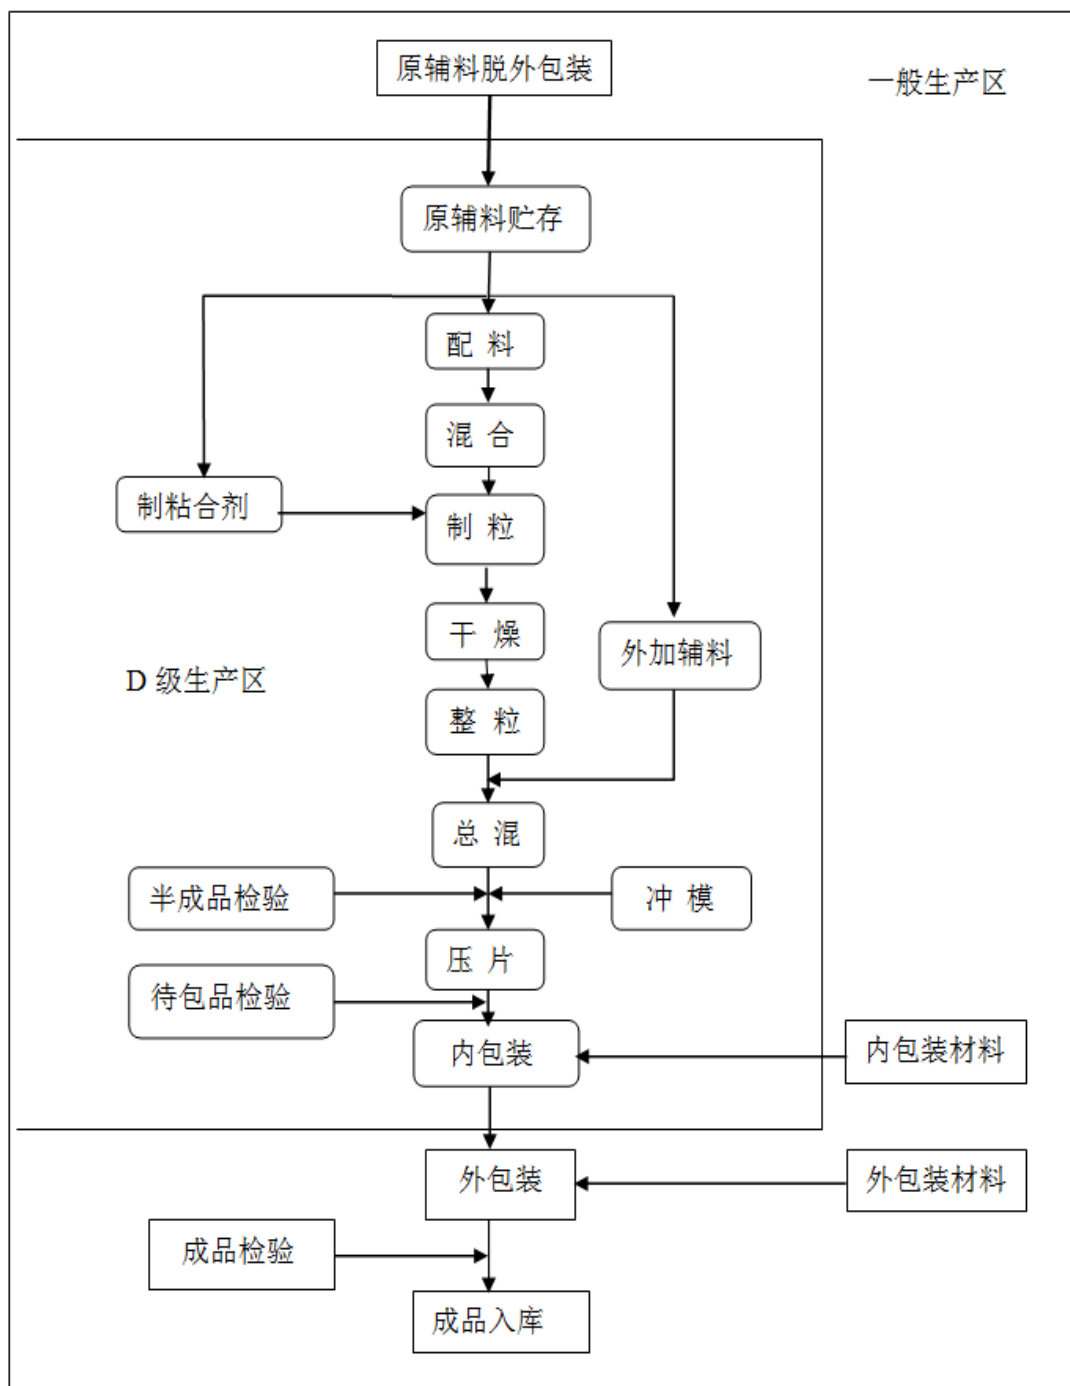 原辅料脱外包装
一般生产区
原辅料贮存
配 料
混 合
制粘合剂
制 粒
干 燥
外加辅料
D 级生产区
整 粒
总 混
半成品检验
冲 模
压 片
待包品检验
内包装
内包装材料
外包装
外包装材料
成品检验
成品入库